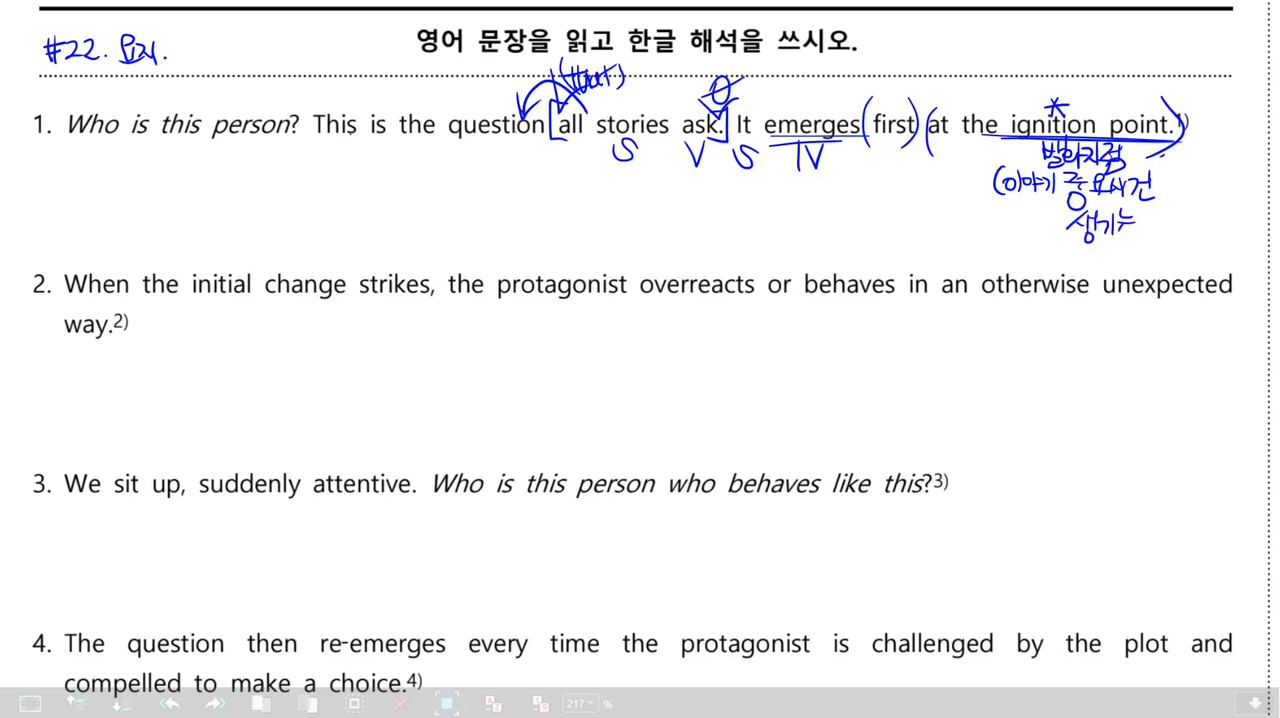 #22. 요지.
영어 문장을 읽고 한글 해석을 쓰시오.
(that)
1. Who is this person? This is the question [all stories ask.] It emerges (first) (at the ignition point.1))
S V S 1V
발화지점
(이야기 중요사건
생기는
2. When the initial change strikes, the protagonist overreacts or behaves in an otherwise unexpected
way.2)
3. We sit up, suddenly attentive. Who is this person who behaves like this?3)
4. The question then re-emerges every time the protagonist is challenged by the plot and
compelled to make a choice.4)
217 %